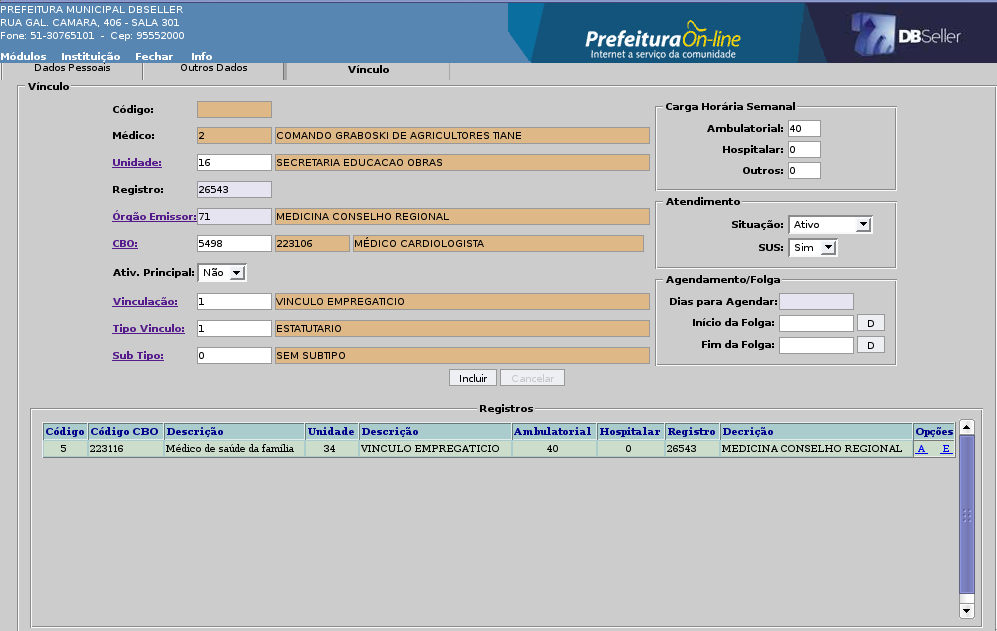 PREFEITURA MUNICIPAL DBSELLER
RUA GAL. CAMARA, 406 - SALA 301
Fone: 51-30765101 - Cep: 95552000
Módulos Instituição Fechar Info
Prefeitura On-line
Internet a serviço da comunidade
DBSeller
Dados Pessoais Outros Dados Vínculo
Vínculo
Código:
Médico: 2 COMANDO GRABOSKI DE AGRICULTORES TIANE
Unidade: 16 SECRETARIA EDUCACAO OBRAS
Registro: 26543
Órgão Emissor: 71 MEDICINA CONSELHO REGIONAL
CBO: 5498 223106 MÉDICO CARDIOLOGISTA
Ativ. Principal: Não
Vinculação: 1 VINCULO EMPREGATICIO
Tipo Vinculo: 1 ESTATUTARIO
Sub Tipo: 0 SEM SUBTIPO
Carga Horária Semanal
Ambulatorial: 40
Hospitalar: 0
Outros: 0
Atendimento
Situação: Ativo
SUS: Sim
Agendamento/Folga
Dias para Agendar:
Início da Folga: D
Fim da Folga: D
Incluir Cancelar
Registros
Código Código CBO Descrição Unidade Descrição Ambulatorial Hospitalar Registro Decrição Opções
5 223116 Médico de saúde da família 34 VINCULO EMPREGATICIO 40 0 26543 MEDICINA CONSELHO REGIONAL A E